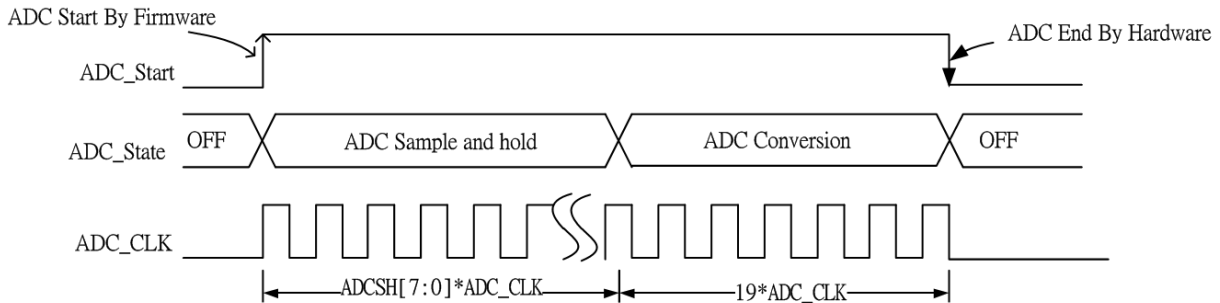 ADC Start By Firmware
ADC End By Hardware
ADC_Start
ADC_State
OFF
ADC Sample and hold
ADC Conversion
OFF
ADC_CLK
ADCSH[7:0]*ADC_CLK
19*ADC_CLK